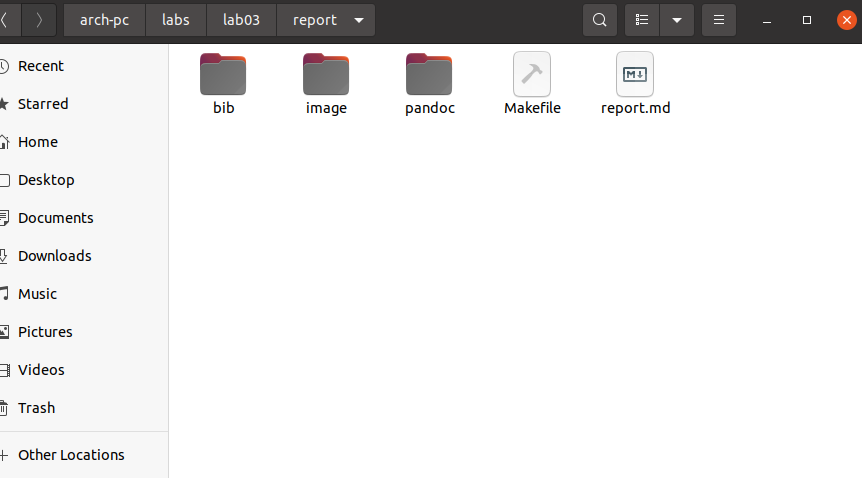 arch-pc labs lab03 report
Recent
Starred
Home
Desktop
Documents
Downloads
Music
Pictures
Videos
Trash
Other Locations
bib image pandoc Makefile report.md
M